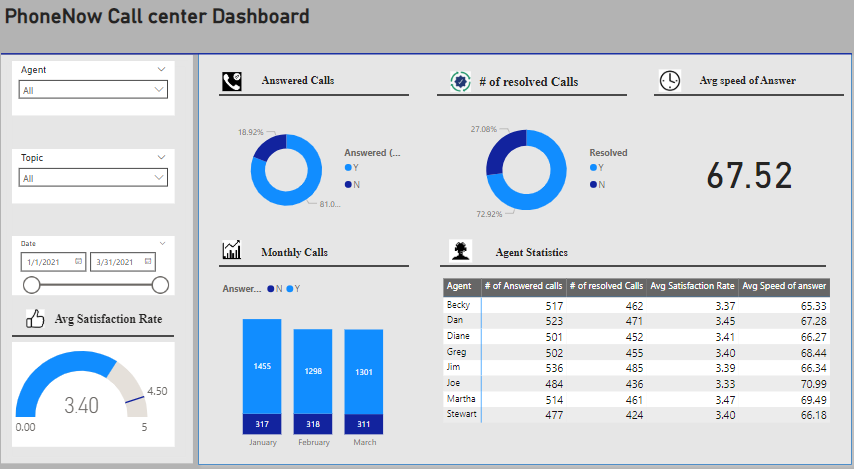 PhoneNow Call center Dashboard
Agent
All
Topic
All
Date
1/1/2021 3/31/2021
Avg Satisfaction Rate
3.40
4.50
0.00 5
Answered Calls
18.92%
81.0...
Answered (...
Y
N
# of resolved Calls
27.08%
72.92%
Resolved
Y
N
Avg speed of Answer
67.52
Monthly Calls
Answer... N Y
1455 1298 1301
317 318 311
January February March
Agent Statistics
Agent # of Answered calls # of resolved Calls Avg Satisfaction Rate Avg Speed of answer
Becky 517 462 3.37 65.33
Dan 523 471 3.45 67.28
Diane 501 452 3.41 66.27
Greg 502 455 3.40 68.44
Jim 536 485 3.39 66.34
Joe 484 436 3.33 70.99
Martha 514 461 3.47 69.49
Stewart 477 424 3.40 66.18